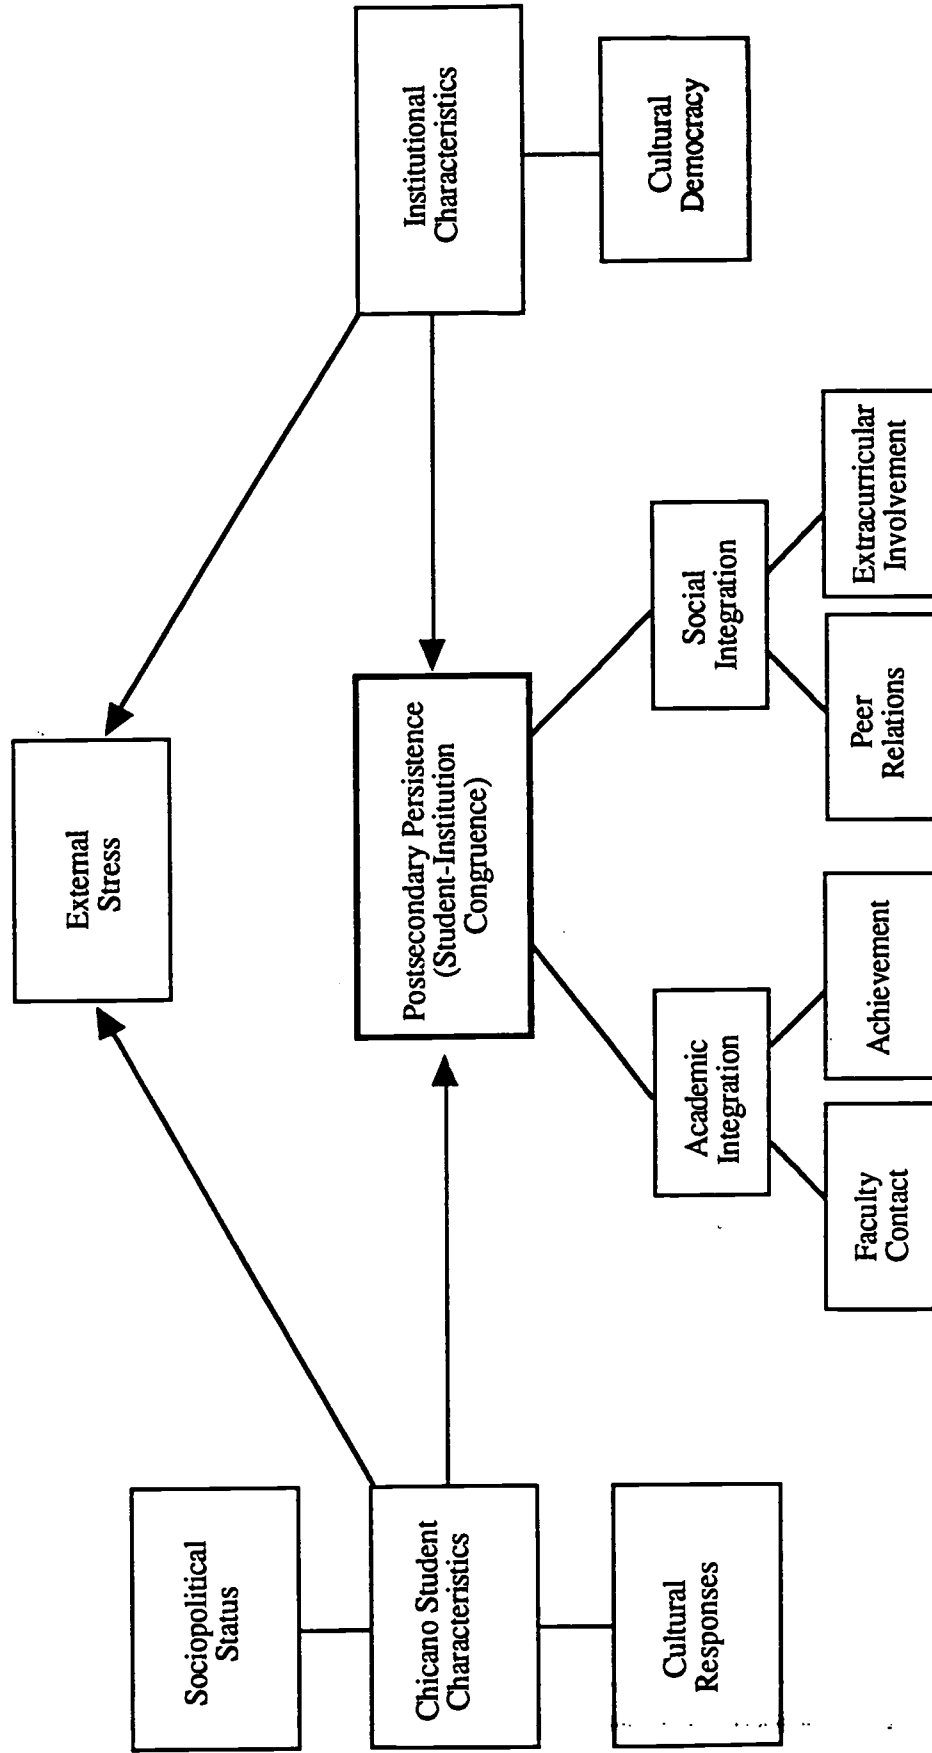 External
Stress
Sociopolitical
Status
Chicano Student
Characteristics
Cultural
Responses
Postsecondary Persistence
(Student-Institution
Congruence)
Institutional
Characteristics
Cultural
Democracy
Academic
Integration
Social
Integration
Faculty
Contact
Achievement
Peer
Relations
Extracurricular
Involvement